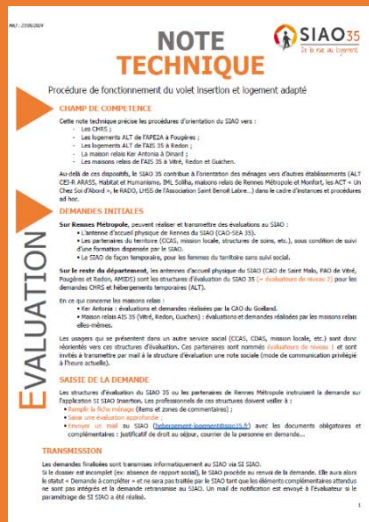 MAJ : 27/05/2024
NOTE
TECHNIQUE
SIAO 35
De la rue au logement
Procédure de fonctionnement du volet insertion et logement adapté
CHAMP DE COMPETENCE
Cette note technique précise les procédures d'orientation du SIAO vers :
- Les CHRS ;
- Les logements ALT de l'APE2A à Fougères ;
- Les logements ALT de l'AIS 35 à Redon ;
- La maison relais Ker Antonia à Dinard ;
- Les maisons relais de l'AIS 35 à Vitré, Redon et Guichen.
Au-delà de ces dispositifs, le SIAO 35 contribue à l'orientation des ménages vers d'autres établissements (ALT
CEI-R ARASS, Habitat et Humanisme, IML Soliha, maisons relais de Rennes Métropole et Monfort, les ACT « Un
Chez Soi d'Abord », le RADO, LHSS de l'Association Saint Benoit Labre...) dans le cadre d'instances et procédures
ad hoc.
DEMANDES INITIALES
Sur Rennes Métropole, peuvent réaliser et transmettre des évaluations au SIAO :
• L'antenne d'accueil physique de Rennes du SIAO (CAO-SEA 35).
• Les partenaires du territoire (CCAS, mission locale, structures de soins, etc.), sous condition de suivi
d'une formation dispensée par le SIAO.
• Le SIAO de façon temporaire, pour les femmes du territoire sans suivi social.
Sur le reste du département, les antennes d'accueil physique du SIAO (CAO de Saint Malo, PAO de Vitré,
Fougères et Redon, AMIDS) sont les structures d'évaluation du SIAO 35 (= évaluateurs de niveau 2) pour les
demandes CHRS et hébergements temporaires (ALT).
En ce qui concerne les maisons relais :
• Ker Antonia : évaluations et demandes réalisées par la CAO du Goéland.
• Maison relais AIS 35 (Vitré, Redon, Guichen) : évaluations et demandes réalisées par les maisons relais
elles-mêmes.
Les usagers qui se présentent dans un autre service social (CCAS, CDAS, mission locale, etc.) sont donc
réorientés vers ces structures d'évaluation. Ces partenaires sont nommés évaluateurs de niveau 1 et sont
invités à transmettre par mail à la structure d'évaluation une note sociale (mode de communication privilégié
à l'heure actuelle).
EVALUATION
SAISIE DE LA DEMANDE
Les structures d'évaluation du SIAO 35 ou les partenaires de Rennes Métropole instruisent la demande sur
l'application SI SIAO Insertion. Les professionnels de ces structures doivent veiller à :
• Remplir la fiche ménage (items et zones de commentaires) ;
• Saisir une évaluation approfondie ;
• Envoyer un mail au SIAO (hebergement-logement@siao35.fr) avec les documents obligatoires et
complémentaires : justificatif de droit au séjour, courrier de la personne en demande...
TRANSMISSION
Les demandes finalisées sont transmises informatiquement au SIAO via SI SIAO.
Si le dossier est incomplet (ex: absence de rapport social), le SIAO procède au renvoi de la demande. Elle aura alors
le statut « Demande à compléter » et ne sera pas traitée par le SIAO tant que les éléments complémentaires attendus
ne sont pas intégrés et la demande retransmise au SIAO. Un mail de notification est envoyé à l'évaluateur si le
paramétrage de SI SIAO a été réalisé.
1